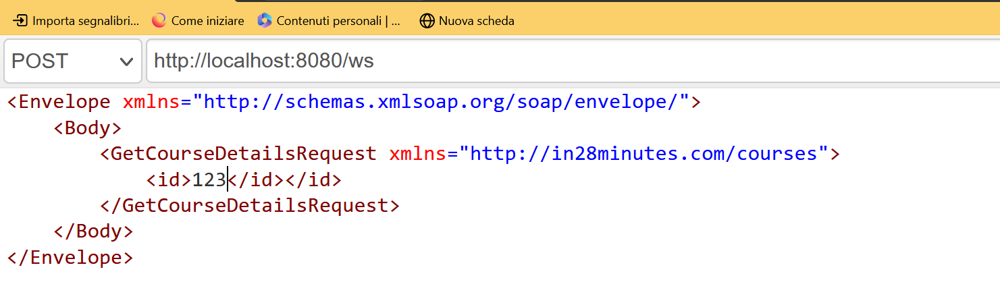 Importa segnalibri... Come iniziare Contenuti personali | ... Nuova scheda
POST http://localhost:8080/ws
<Envelope xmlns="http://schemas.xmlsoap.org/soap/envelope/">
<Body>
<GetCourseDetailsRequest xmlns="http://in28minutes.com/courses">
<id>123</id></id>
</GetCourseDetailsRequest>
</Body>
</Envelope>